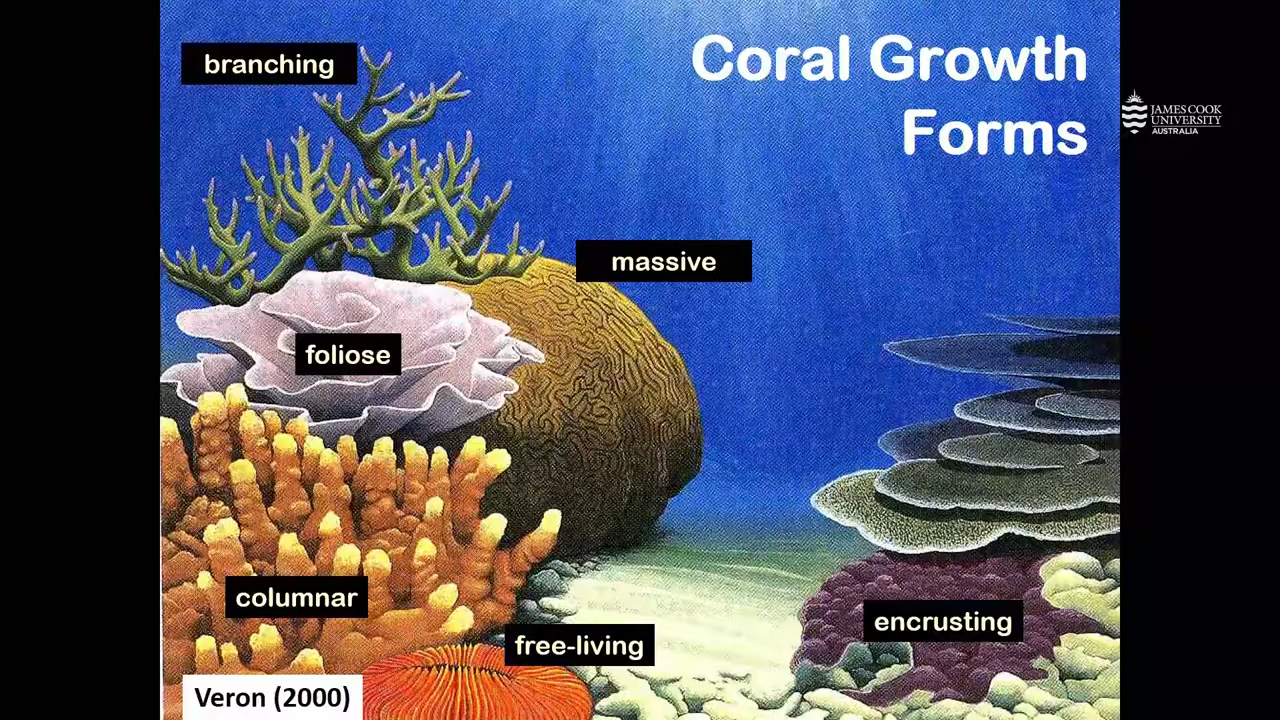 Coral Growth
Forms
branching
JAMES COOK
UNIVERSITY
AUSTRALIA
massive
foliose
columnar
encrusting
free-living
Veron (2000)